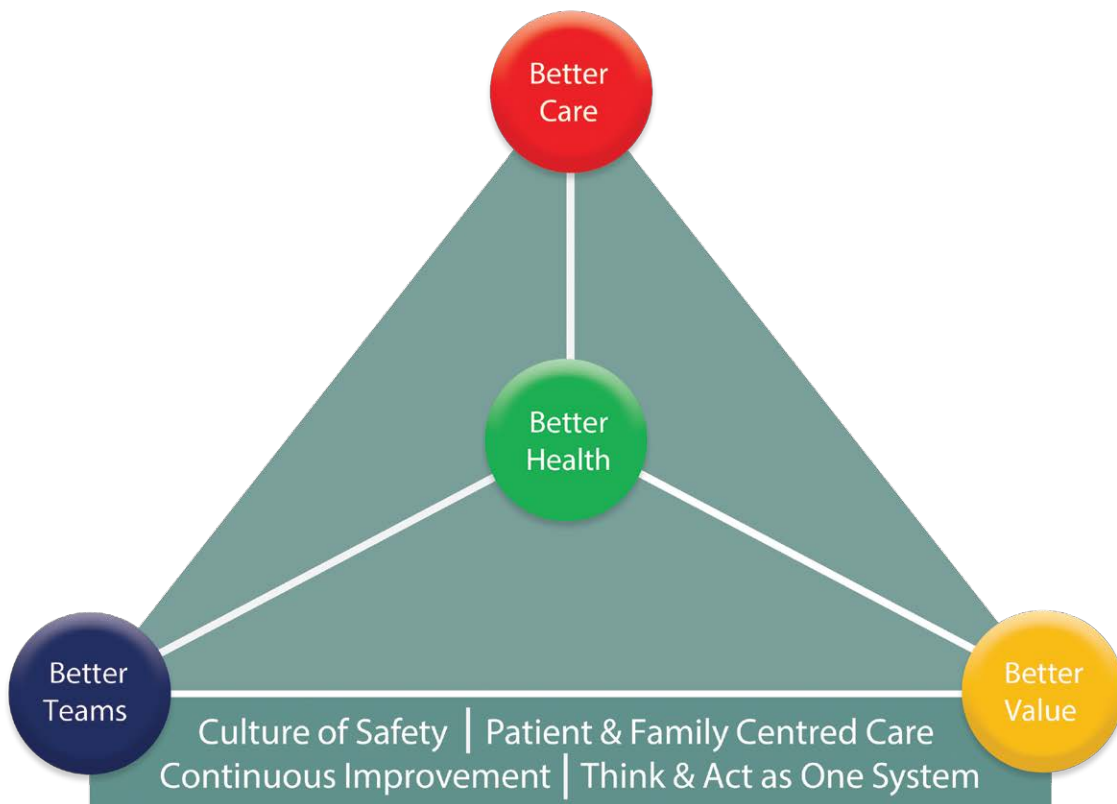 Better
Care
Better
Health
Better
Teams
Better
Value
Culture of Safety | Patient & Family Centred Care
Continuous Improvement | Think & Act as One System